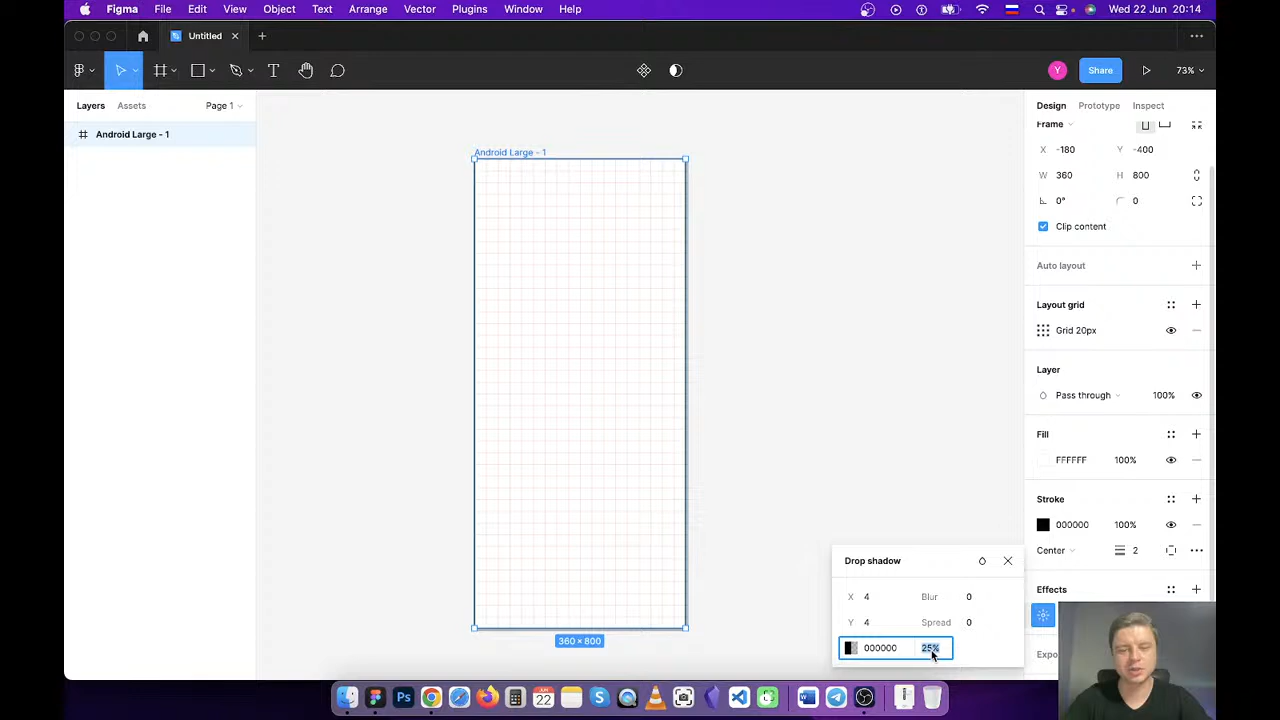 Figma File Edit View Object Text Arrange Vector Plugins Window Help Wed 22 Jun 20:14
Untitled
Share 73%
Y
Layers Assets Page 1 Design Prototype Inspect
Android Large - 1
Android Large - 1
Frame
X -180 Y -400
W 360 H 800
0° 0
Clip content
Auto layout
Layout grid
Grid 20px
Layer
Pass through 100%
Fill
FFFFFF 100%
Stroke
000000 100%
Center 2
Effects
Drop shadow
X 4 Blur 0
Y 4 Spread 0
000000 25%
360 × 800
Expo
JUN
22